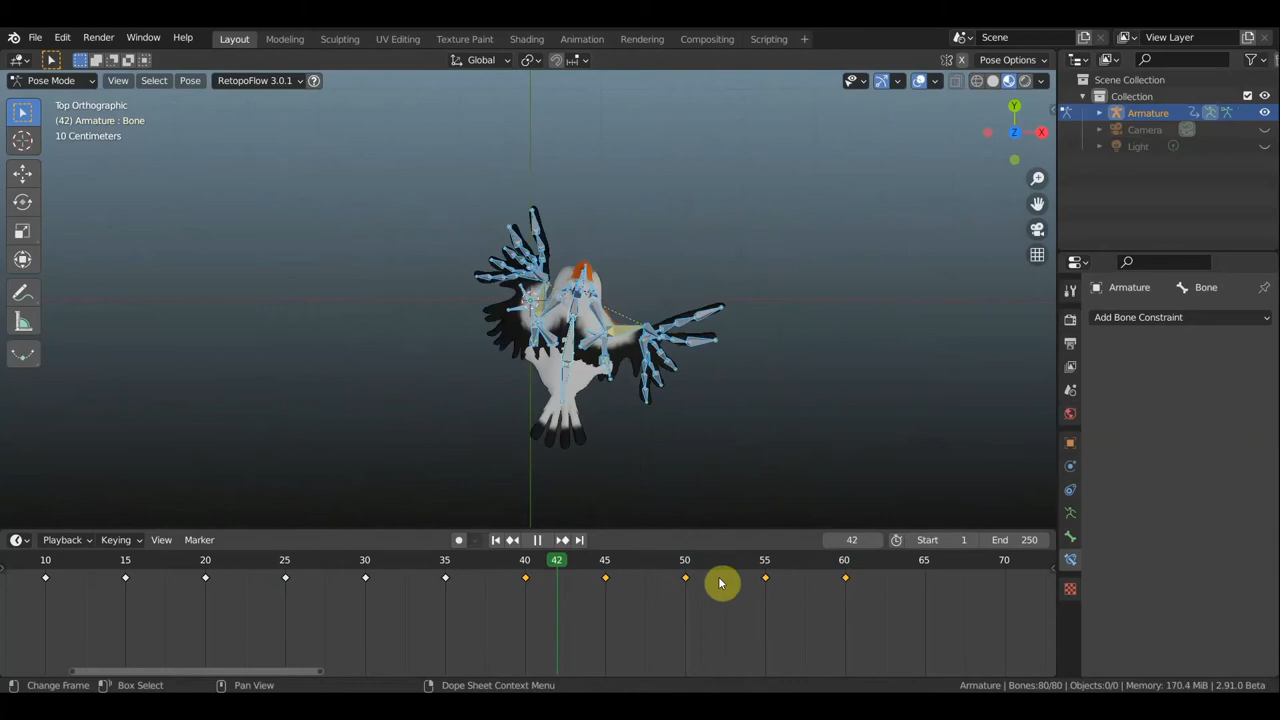 File Edit Render Window Help Layout Modeling Sculpting UV Editing Texture Paint Shading Animation Rendering Compositing Scripting + Scene View Layer
Global Pose Options
Pose Mode View Select Pose RetopoFlow 3.0.1
Scene Collection
Collection
Armature
Camera
Light
Top Orthographic
(42) Armature : Bone
10 Centimeters
Y
Z
X
X
Armature Bone
Add Bone Constraint
Playback Keying View Marker 42 Start 1 End 250
10 15 20 25 30 35 40 42 45 50 55 60 65 70
Change Frame Box Select Pan View Dope Sheet Context Menu Armature | Bones:80/80 | Objects:0/0 | Memory: 170.4 MiB | 2.91.0 Beta